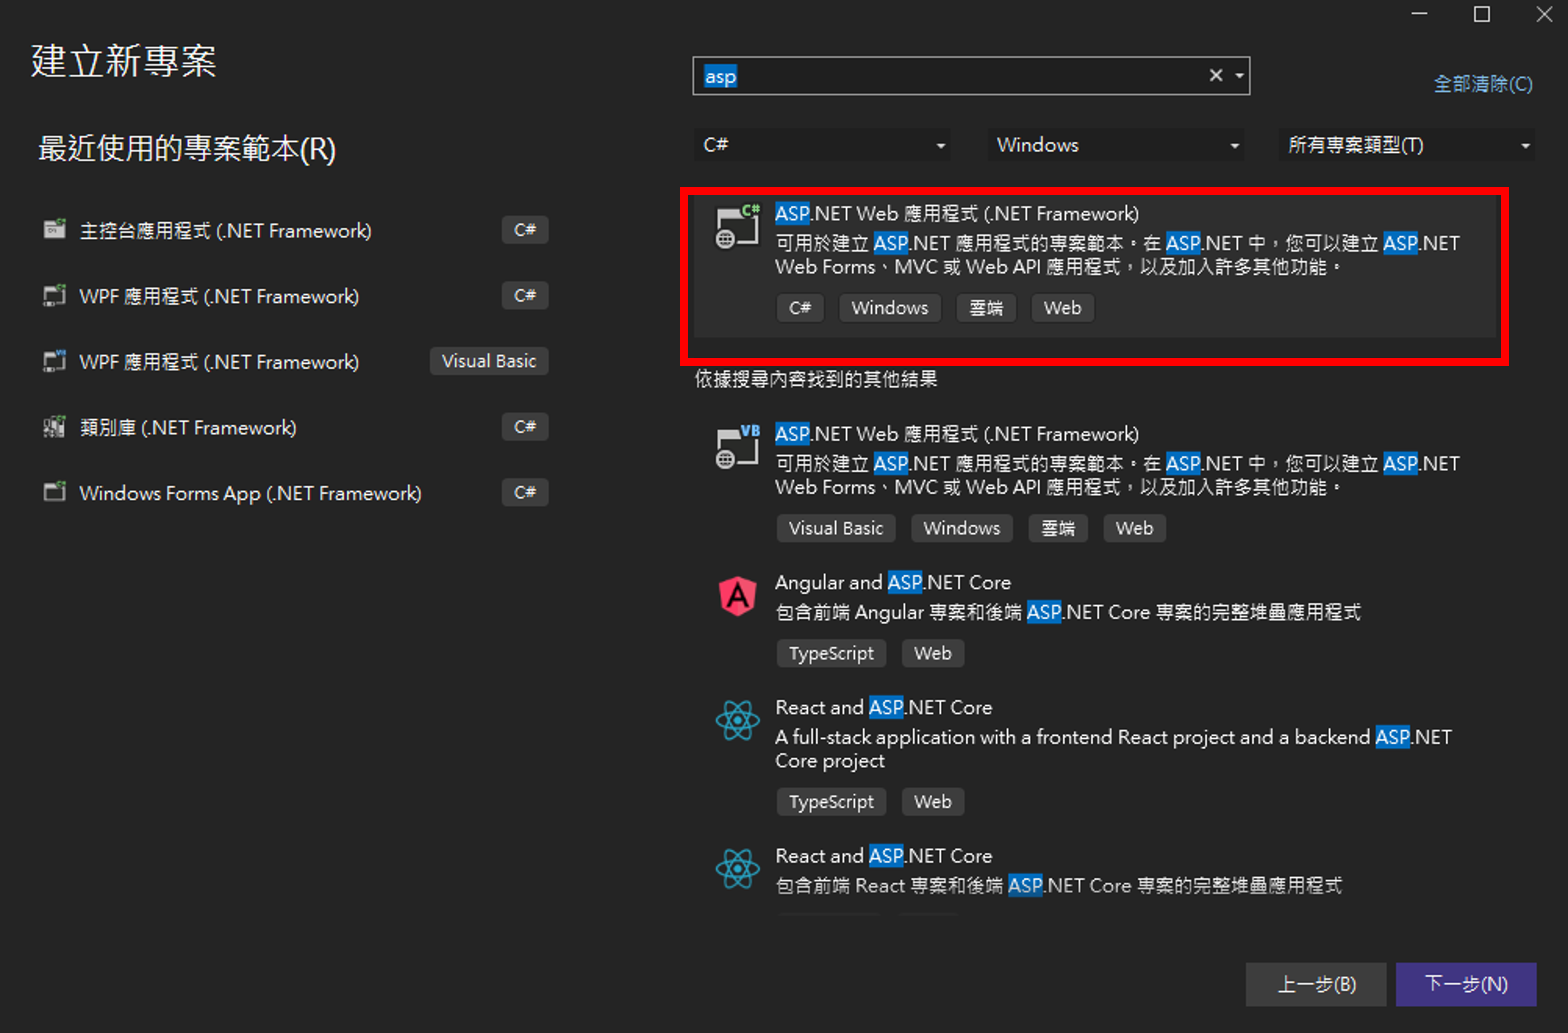 建立新專案
asp
全部清除(C)
最近使用的專案範本(R)
C#
Windows
所有專案類型(T)
主控台應用程式 (.NET Framework)
C#
WPF 應用程式 (.NET Framework)
C#
WPF 應用程式 (.NET Framework)
Visual Basic
類別庫 (.NET Framework)
C#
Windows Forms App (.NET Framework)
C#
ASP.NET Web 應用程式 (.NET Framework)
可用於建立 ASP.NET 應用程式的專案範本。在 ASP.NET 中，您可以建立 ASP.NET
Web Forms、MVC 或 Web API 應用程式，以及加入許多其他功能。
C# Windows 雲端 Web
依據搜尋內容找到的其他結果
ASP.NET Web 應用程式 (.NET Framework)
可用於建立 ASP.NET 應用程式的專案範本。在 ASP.NET 中，您可以建立 ASP.NET
Web Forms、MVC 或 Web API 應用程式，以及加入許多其他功能。
Visual Basic Windows 雲端 Web
Angular and ASP.NET Core
包含前端 Angular 專案和後端 ASP.NET Core 專案的完整堆疊應用程式
TypeScript Web
React and ASP.NET Core
A full-stack application with a frontend React project and a backend ASP.NET
Core project
TypeScript Web
React and ASP.NET Core
包含前端 React 專案和後端 ASP.NET Core 專案的完整堆疊應用程式
上一步(B)
下一步(N)